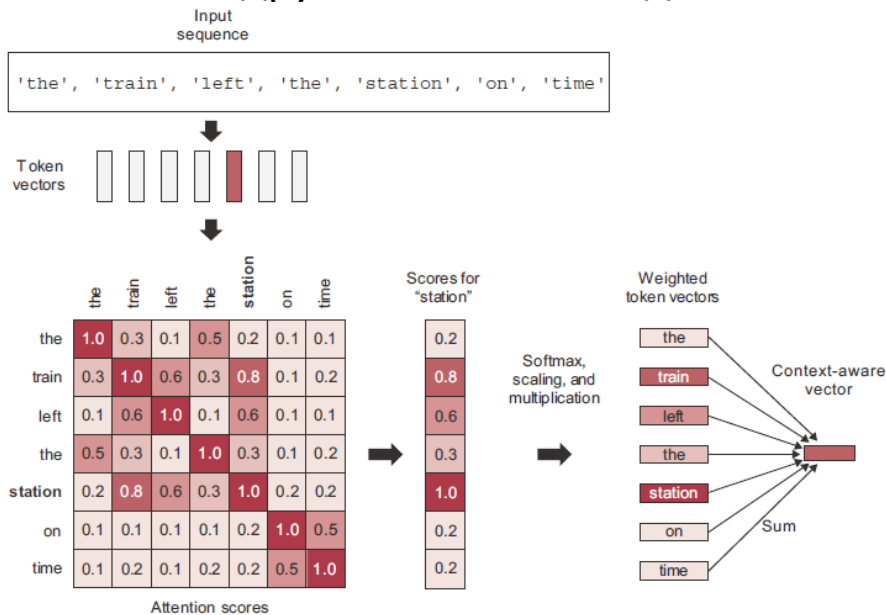 Input
sequence
'the', 'train', 'left', 'the', 'station', 'on', 'time'
Token
vectors
the train left the station on time
the 1.0 0.3 0.1 0.5 0.2 0.1 0.1
train 0.3 1.0 0.6 0.3 0.8 0.1 0.2
left 0.1 0.6 1.0 0.1 0.6 0.1 0.1
the 0.5 0.3 0.1 1.0 0.3 0.1 0.2
station 0.2 0.8 0.6 0.3 1.0 0.2 0.2
on 0.1 0.1 0.1 0.1 0.2 1.0 0.5
time 0.1 0.2 0.1 0.2 0.2 0.5 1.0
Attention scores
Scores for
“station”
0.2
0.8
0.6
0.3
1.0
0.2
0.2
Softmax,
scaling, and
multiplication
Weighted
token vectors
the
train
left
the
station
on
time
Context-aware
vector
Sum